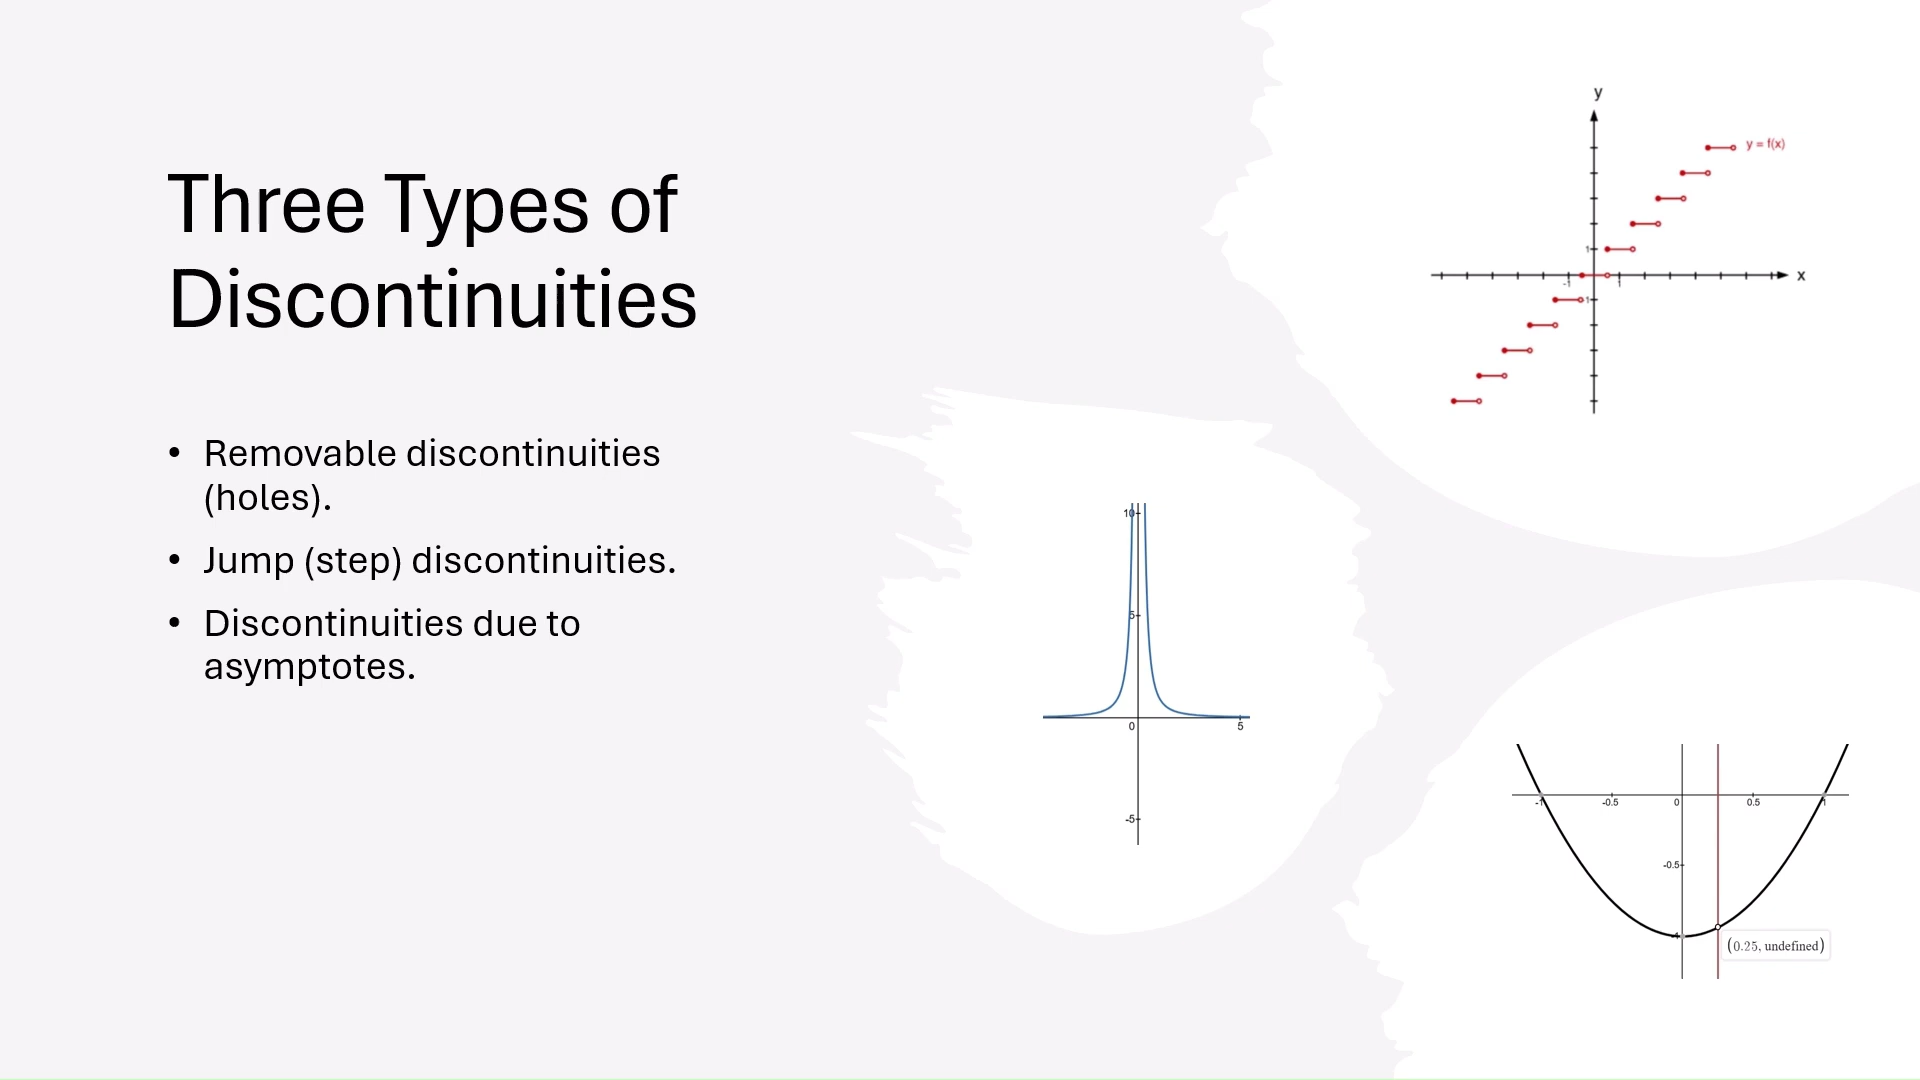 Three Types of
Discontinuities
• Removable discontinuities
(holes).
• Jump (step) discontinuities.
• Discontinuities due to
asymptotes.
y
y = f(x)
1
x
-1
1
1
10
5
0
5
-5
-1
-0.5
0
0.5
1
-0.5
-1
(0.25, undefined)